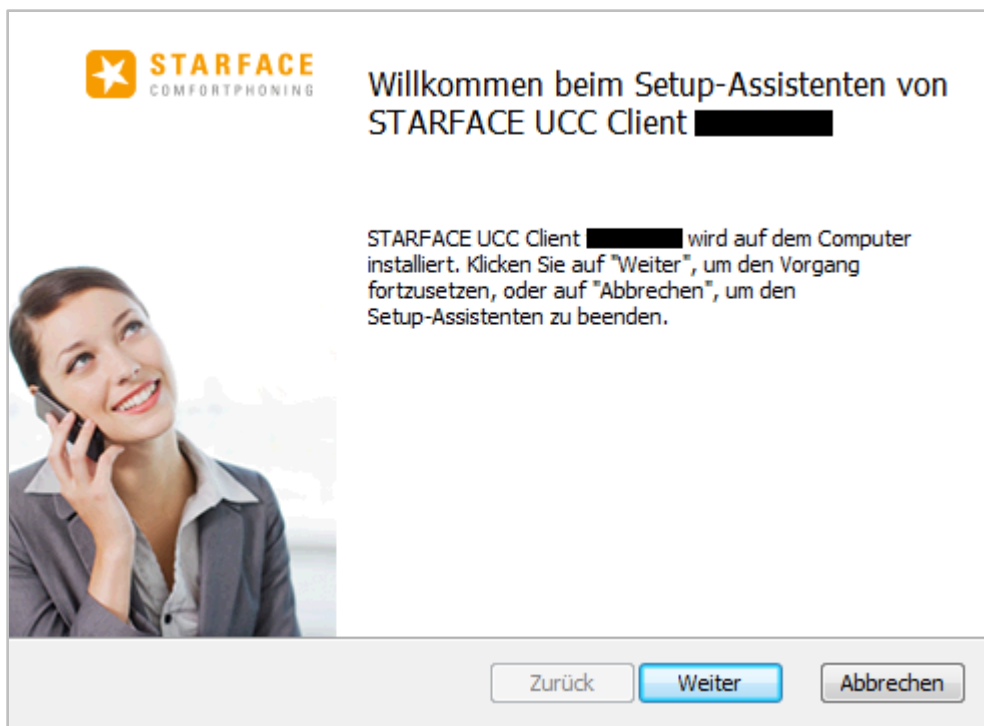 STARFACE
COMFORTPHONING
Willkommen beim Setup-Assistenten von
STARFACE UCC Client
STARFACE UCC Client wird auf dem Computer
installiert. Klicken Sie auf "Weiter", um den Vorgang
fortzusetzen, oder auf "Abbrechen", um den
Setup-Assistenten zu beenden.
Zurück Weiter Abbrechen